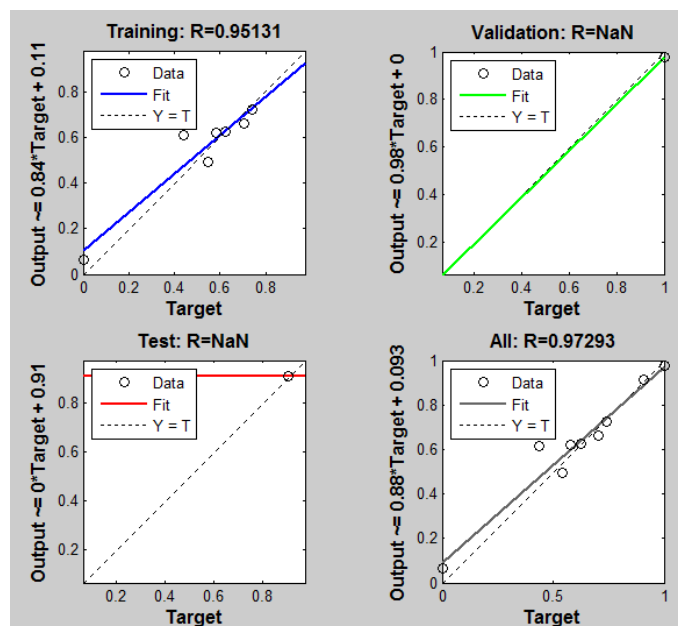 Training: R=0.95131
Output ~= 0.84*Target + 0.11
Data
Fit
Y = T
0
0.2
0.4
0.6
0.8
0
0.2
0.4
0.6
0.8
Target
Validation: R=NaN
Output ~= 0.98*Target + 0
Data
Fit
Y = T
1
0.8
0.6
0.4
0.2
0.2
0.4
0.6
0.8
1
Target
Test: R=NaN
Output ~= 0*Target + 0.91
Data
Fit
Y = T
0.8
0.6
0.4
0.2
0.2
0.4
0.6
0.8
Target
All: R=0.97293
Output ~= 0.88*Target + 0.093
Data
Fit
Y = T
1
0.8
0.6
0.4
0.2
0
0
0.5
1
Target